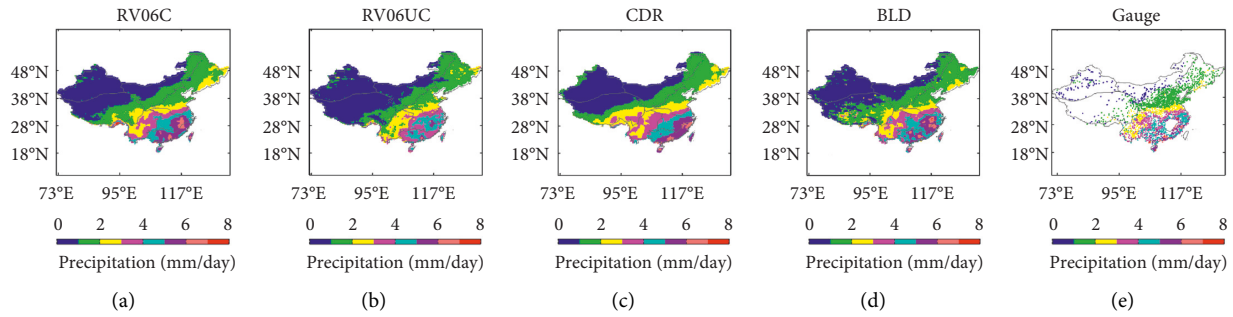 RV06C RV06UC CDR BLD Gauge
48°N 48°N 48°N 48°N 48°N
38°N 38°N 38°N 38°N 38°N
28°N 28°N 28°N 28°N 28°N
18°N 18°N 18°N 18°N 18°N
73°E 95°E 117°E 73°E 95°E 117°E 73°E 95°E 117°E 73°E 95°E 117°E 73°E 95°E 117°E
0 2 4 6 8 0 2 4 6 8 0 2 4 6 8 0 2 4 6 8 0 2 4 6 8
Precipitation (mm/day) Precipitation (mm/day) Precipitation (mm/day) Precipitation (mm/day) Precipitation (mm/day)
(a) (b) (c) (d) (e)